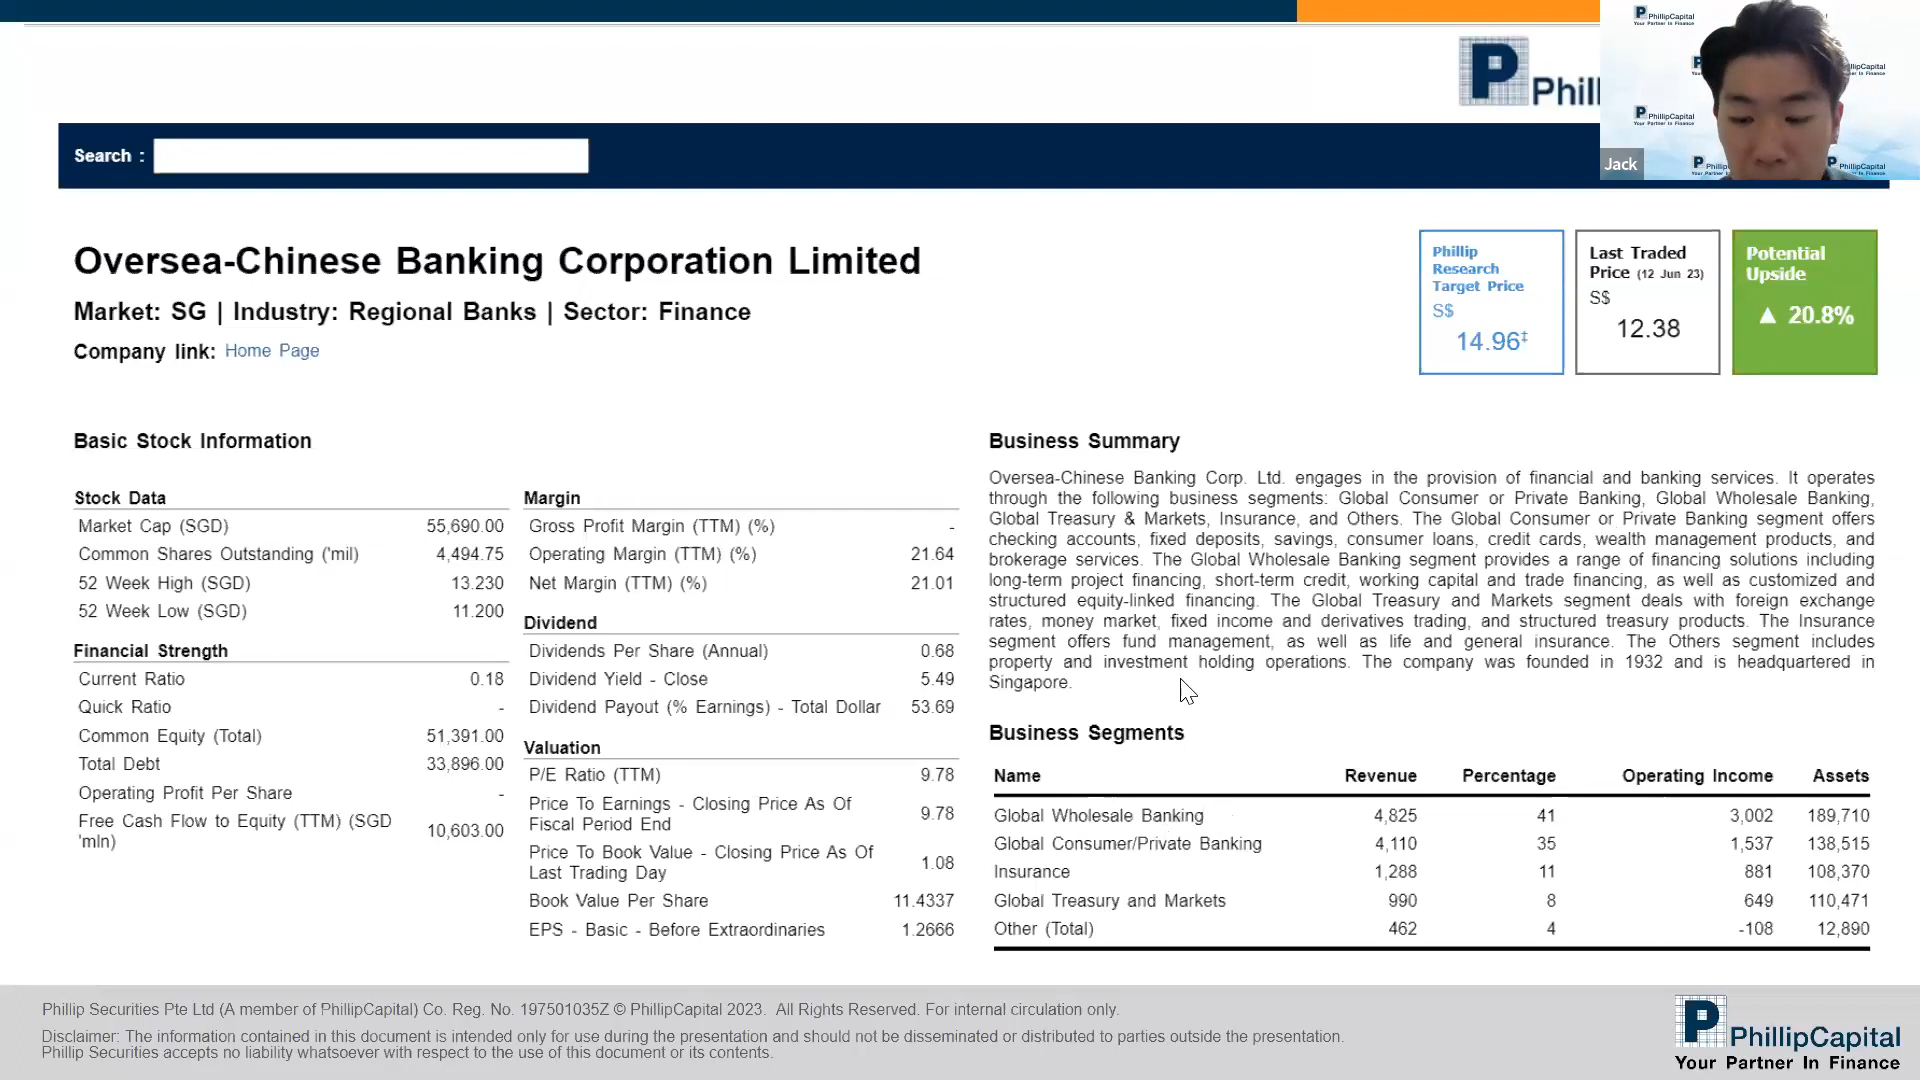 Phill
PhillipCapital
Your Partner In Finance
PhillipCapital
Your Partner In Finance
Jack
Search :
Oversea-Chinese Banking Corporation Limited
Market: SG | Industry: Regional Banks | Sector: Finance
Company link: Home Page
Phillip
Research
Target Price
S$
14.96‡
Last Traded
Price (12 Jun 23)
S$
12.38
Potential
Upside
▲ 20.8%
Basic Stock Information
Stock Data
Market Cap (SGD) 55,690.00
Common Shares Outstanding ('mil) 4,494.75
52 Week High (SGD) 13.230
52 Week Low (SGD) 11.200
Financial Strength
Current Ratio 0.18
Quick Ratio -
Common Equity (Total) 51,391.00
Total Debt 33,896.00
Operating Profit Per Share -
Free Cash Flow to Equity (TTM) (SGD
'mln) 10,603.00
Margin
Gross Profit Margin (TTM) (%) -
Operating Margin (TTM) (%) 21.64
Net Margin (TTM) (%) 21.01
Dividend
Dividends Per Share (Annual) 0.68
Dividend Yield - Close 5.49
Dividend Payout (% Earnings) - Total Dollar 53.69
Valuation
P/E Ratio (TTM) 9.78
Price To Earnings - Closing Price As Of
Fiscal Period End 9.78
Price To Book Value - Closing Price As Of
Last Trading Day 1.08
Book Value Per Share 11.4337
EPS - Basic - Before Extraordinaries 1.2666
Business Summary
Oversea-Chinese Banking Corp. Ltd. engages in the provision of financial and banking services. It operates
through the following business segments: Global Consumer or Private Banking, Global Wholesale Banking,
Global Treasury & Markets, Insurance, and Others. The Global Consumer or Private Banking segment offers
checking accounts, fixed deposits, savings, consumer loans, credit cards, wealth management products, and
brokerage services. The Global Wholesale Banking segment provides a range of financing solutions including
long-term project financing, short-term credit, working capital and trade financing, as well as customized and
structured equity-linked financing. The Global Treasury and Markets segment deals with foreign exchange
rates, money market, fixed income and derivatives trading, and structured treasury products. The Insurance
segment offers fund management, as well as life and general insurance. The Others segment includes
property and investment holding operations. The company was founded in 1932 and is headquartered in
Singapore.
Business Segments
Name Revenue Percentage Operating Income Assets
Global Wholesale Banking 4,825 41 3,002 189,710
Global Consumer/Private Banking 4,110 35 1,537 138,515
Insurance 1,288 11 881 108,370
Global Treasury and Markets 990 8 649 110,471
Other (Total) 462 4 -108 12,890
Phillip Securities Pte Ltd (A member of PhillipCapital) Co. Reg. No. 197501035Z © PhillipCapital 2023. All Rights Reserved. For internal circulation only.
Disclaimer: The information contained in this document is intended only for use during the presentation and should not be disseminated or distributed to parties outside the presentation.
Phillip Securities accepts no liability whatsoever with respect to the use of this document or its contents.
PhillipCapital
Your Partner In Finance